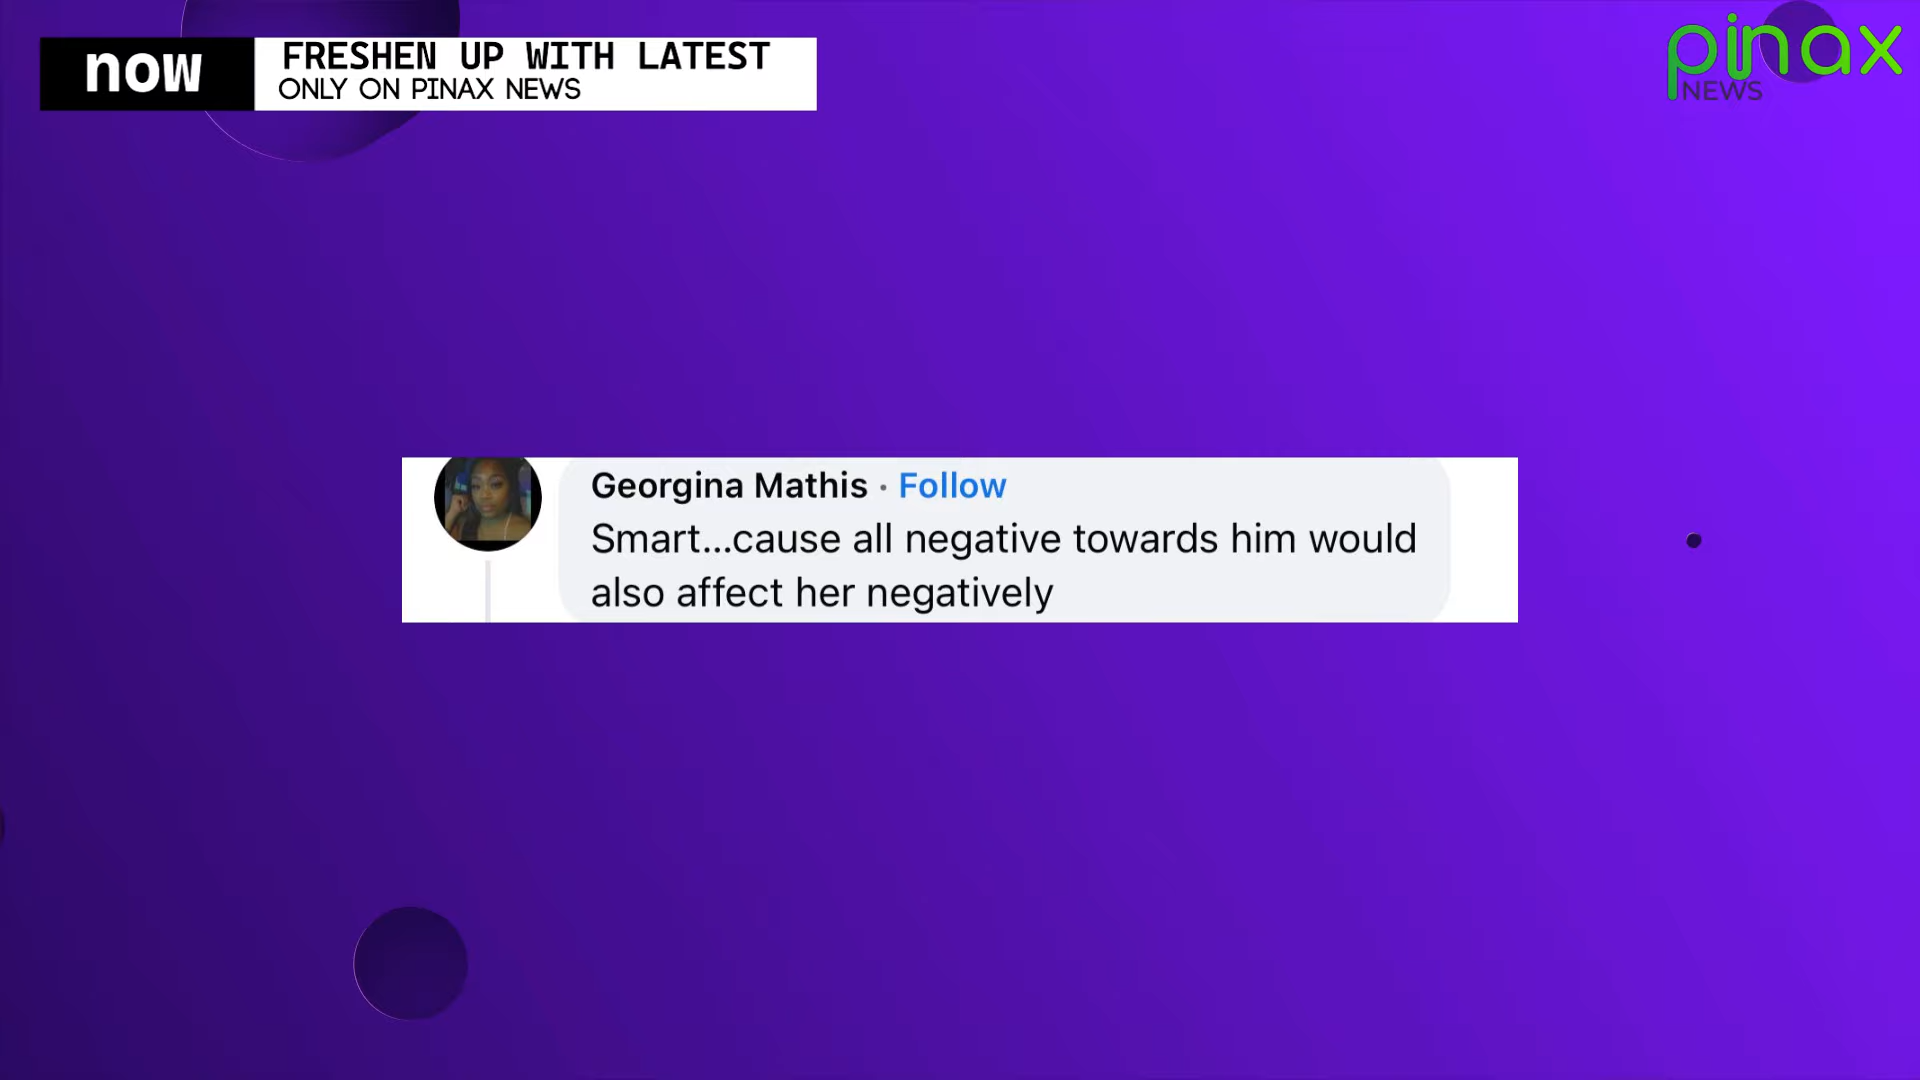 now
FRESHEN UP WITH LATEST
ONLY ON PINAX NEWS
pinax
NEWS
Georgina Mathis · Follow
Smart...cause all negative towards him would
also affect her negatively